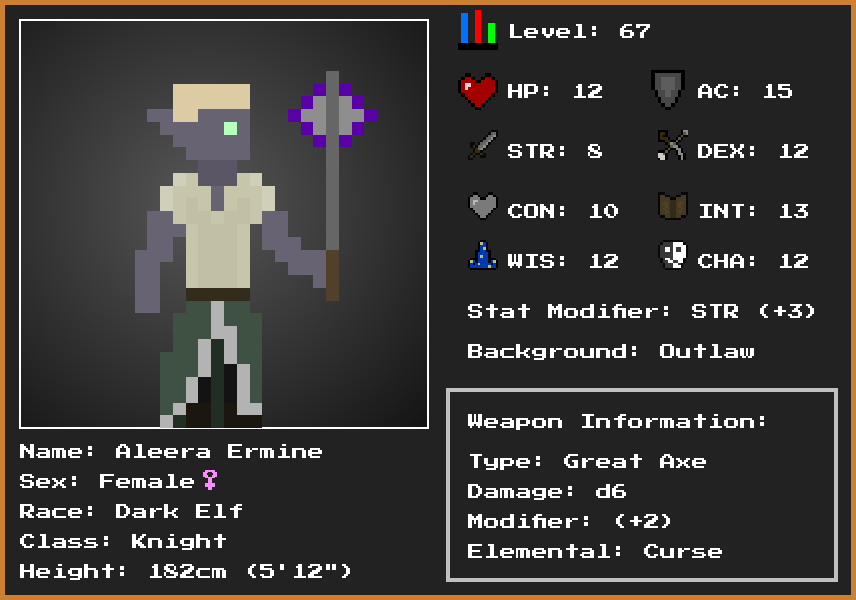 Level: 67
HP: 12 AC: 15
STR: 8 DEX: 12
CON: 10 INT: 13
WIS: 12 CHA: 12
Stat Modifier: STR (+3)
Background: Outlaw
Weapon Information:
Type: Great Axe
Damage: d6
Modifier: (+2)
Elemental: Curse
Name: Aleera Ermine
Sex: Female♀
Race: Dark Elf
Class: Knight
Height: 182cm (5'12")